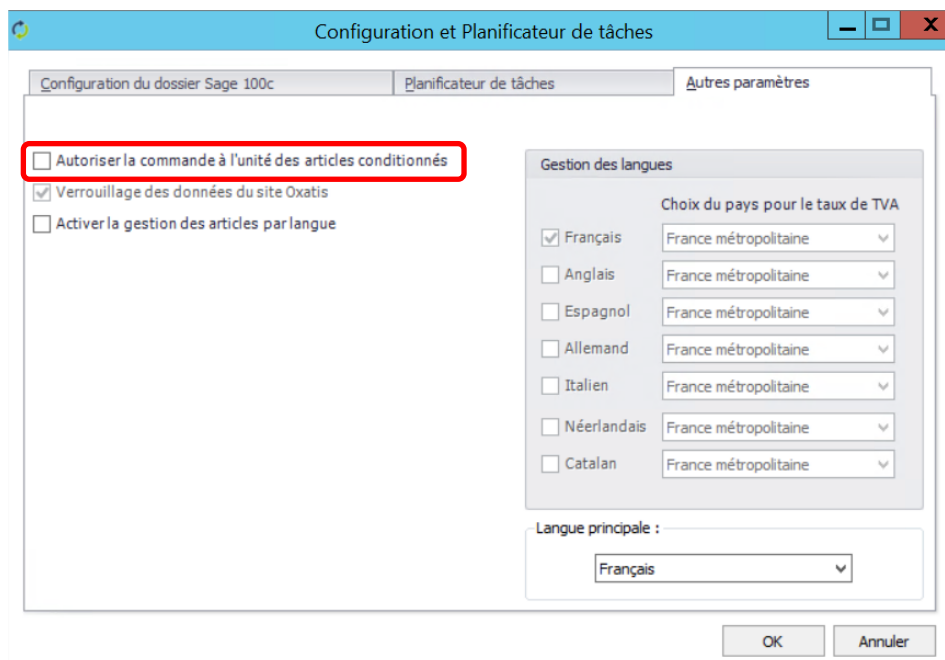 Configuration et Planificateur de tâches
Configuration du dossier Sage 100c
Planificateur de tâches
Autres paramètres
Autoriser la commande à l'unité des articles conditionnés
Verrouillage des données du site Oxatis
Activer la gestion des articles par langue
Gestion des langues
Choix du pays pour le taux de TVA
Français France métropolitaine
Anglais France métropolitaine
Espagnol France métropolitaine
Allemand France métropolitaine
Italien France métropolitaine
Néerlandais France métropolitaine
Catalan France métropolitaine
Langue principale :
Français
OK Annuler